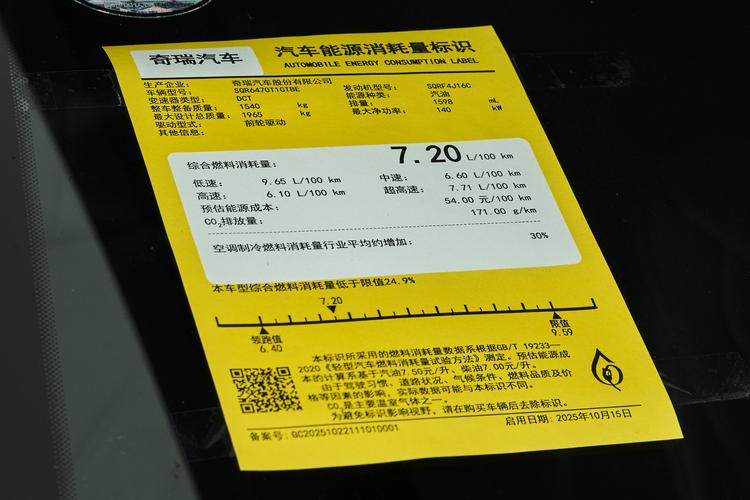 奇瑞汽车
汽车能源消耗量标识
AUTOMOBILE ENERGY CONSUMPTION LABEL
生产企业： 奇瑞汽车股份有限公司
车辆型号： SQR6470T1GTBE 发动机型号： SQRF4J16C
变速器类型： DCT 能源种类： 汽油
整车整备质量： 1540 kg 排量： 1598 mL
最大设计总质量： 1965 kg 最大净功率： 140 kW
驱动型式： 前轮驱动
其他信息：
综合燃料消耗量： 7.20 L/100 km
低速： 9.65 L/100 km 中速： 6.60 L/100 km
高速： 6.10 L/100 km 超高速： 7.71 L/100 km
预估能源成本： 54.00 元/100 km
CO₂排放量： 171.00 g/km
空调制冷燃料消耗量行业平均约增加： 30%
本车型综合燃料消耗量低于限值24.9%
7.20
领跑值 限值
6.40 9.59
本标识所采用的燃料消耗量数据系根据GB/T 19233—
2020《轻型汽车燃料消耗量试验方法》测定。预估能源成
本的计算系基于汽油7.50元/升、柴油7.00元/升。
由于驾驶习惯、道路状况、气候条件、燃料品质及价
格等因素的影响，实际数据可能与本标识不同。
CO₂是主要温室气体之一。
为避免标识影响视野，请在购买车辆后去除标识。
备案号：GC20251022111010001 启用日期：2025年10月15日